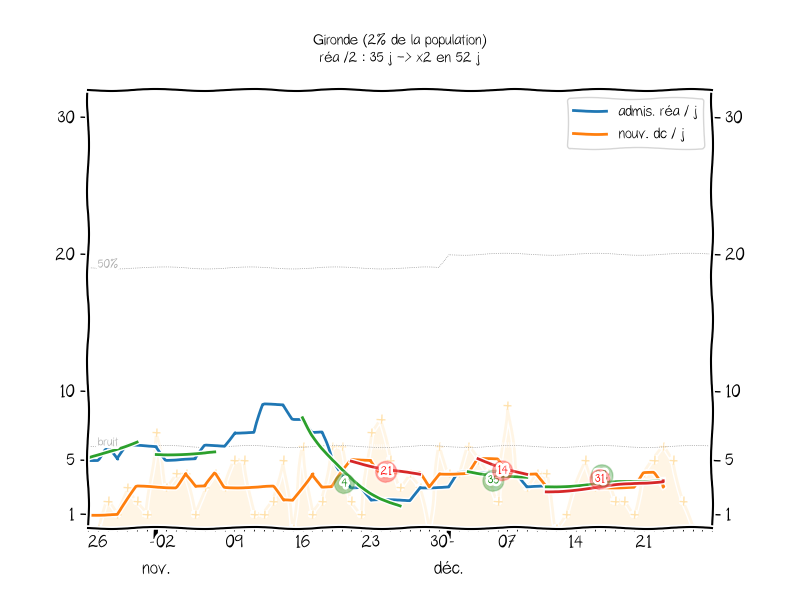 Gironde (2% de la population)
réa /2 : 35 j -> x2 en 52 j
admis. réa / j
nouv. dc / j
30 30
20 20
50%
10 10
bruit
5 5
21 14
4 35 31
1 1
26 02 09 16 23 30 07 14 21
nov. déc.